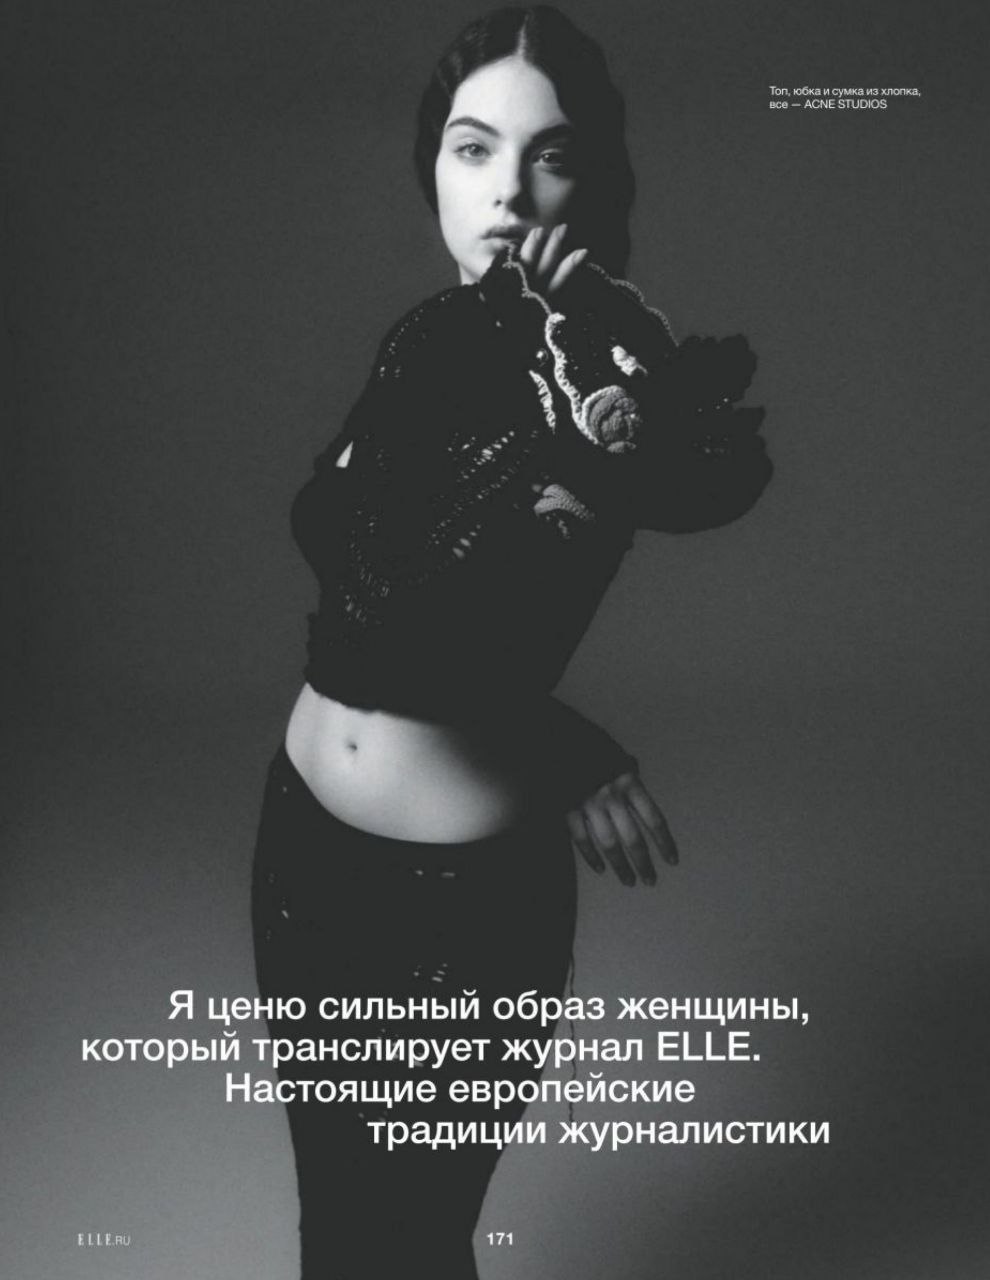 Топ, юбка и сумка из хлопка,
все — ACNE STUDIOS
Я ценю сильный образ женщины,
который транслирует журнал ELLE.
Настоящие европейские
традиции журналистики
ELLE.RU
171